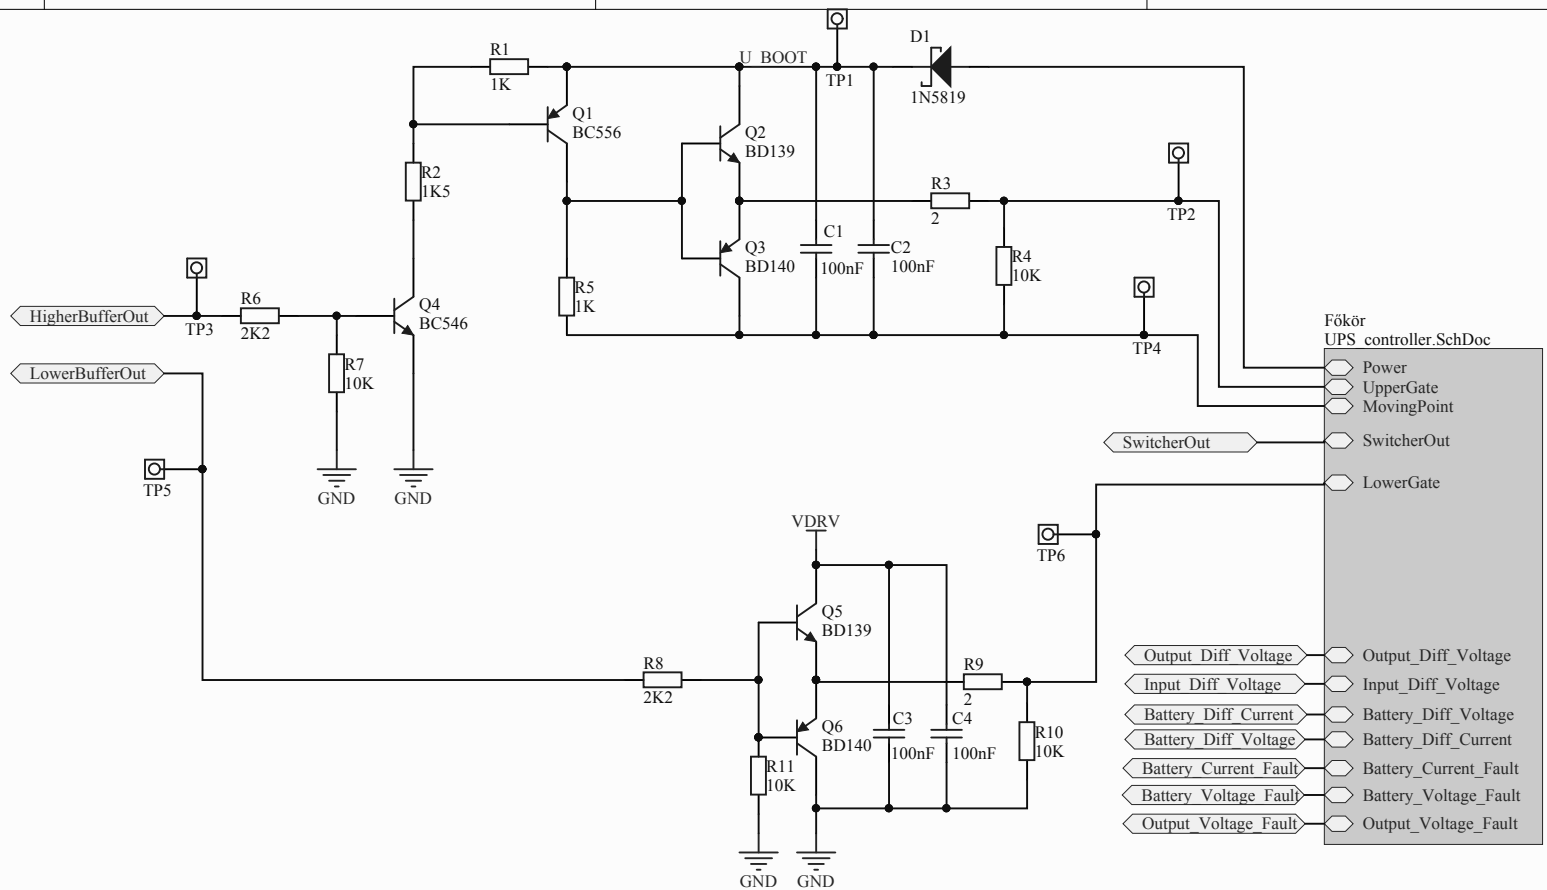 R1
1K
Q1
BC556
U_BOOT
TP1
D1
1N5819
R2
1K5
Q2
BD139
R3
2
TP2
Q3
BD140
C1
100nF
C2
100nF
R4
10K
R5
1K
TP4
HigherBufferOut
TP3
R6
2K2
Q4
BC546
R7
10K
LowerBufferOut
TP5
GND
GND
Főkör
UPS_controller.SchDoc
Power
UpperGate
MovingPoint
SwitcherOut
SwitcherOut
LowerGate
VDRV
TP6
Q5
BD139
R8
2K2
R9
2
Q6
BD140
C3
100nF
C4
100nF
R10
10K
R11
10K
GND
GND
Output_Diff_Voltage
Output_Diff_Voltage
Input_Diff_Voltage
Input_Diff_Voltage
Battery_Diff_Current
Battery_Diff_Voltage
Battery_Diff_Voltage
Battery_Diff_Current
Battery_Current_Fault
Battery_Current_Fault
Battery_Voltage_Fault
Battery_Voltage_Fault
Output_Voltage_Fault
Output_Voltage_Fault